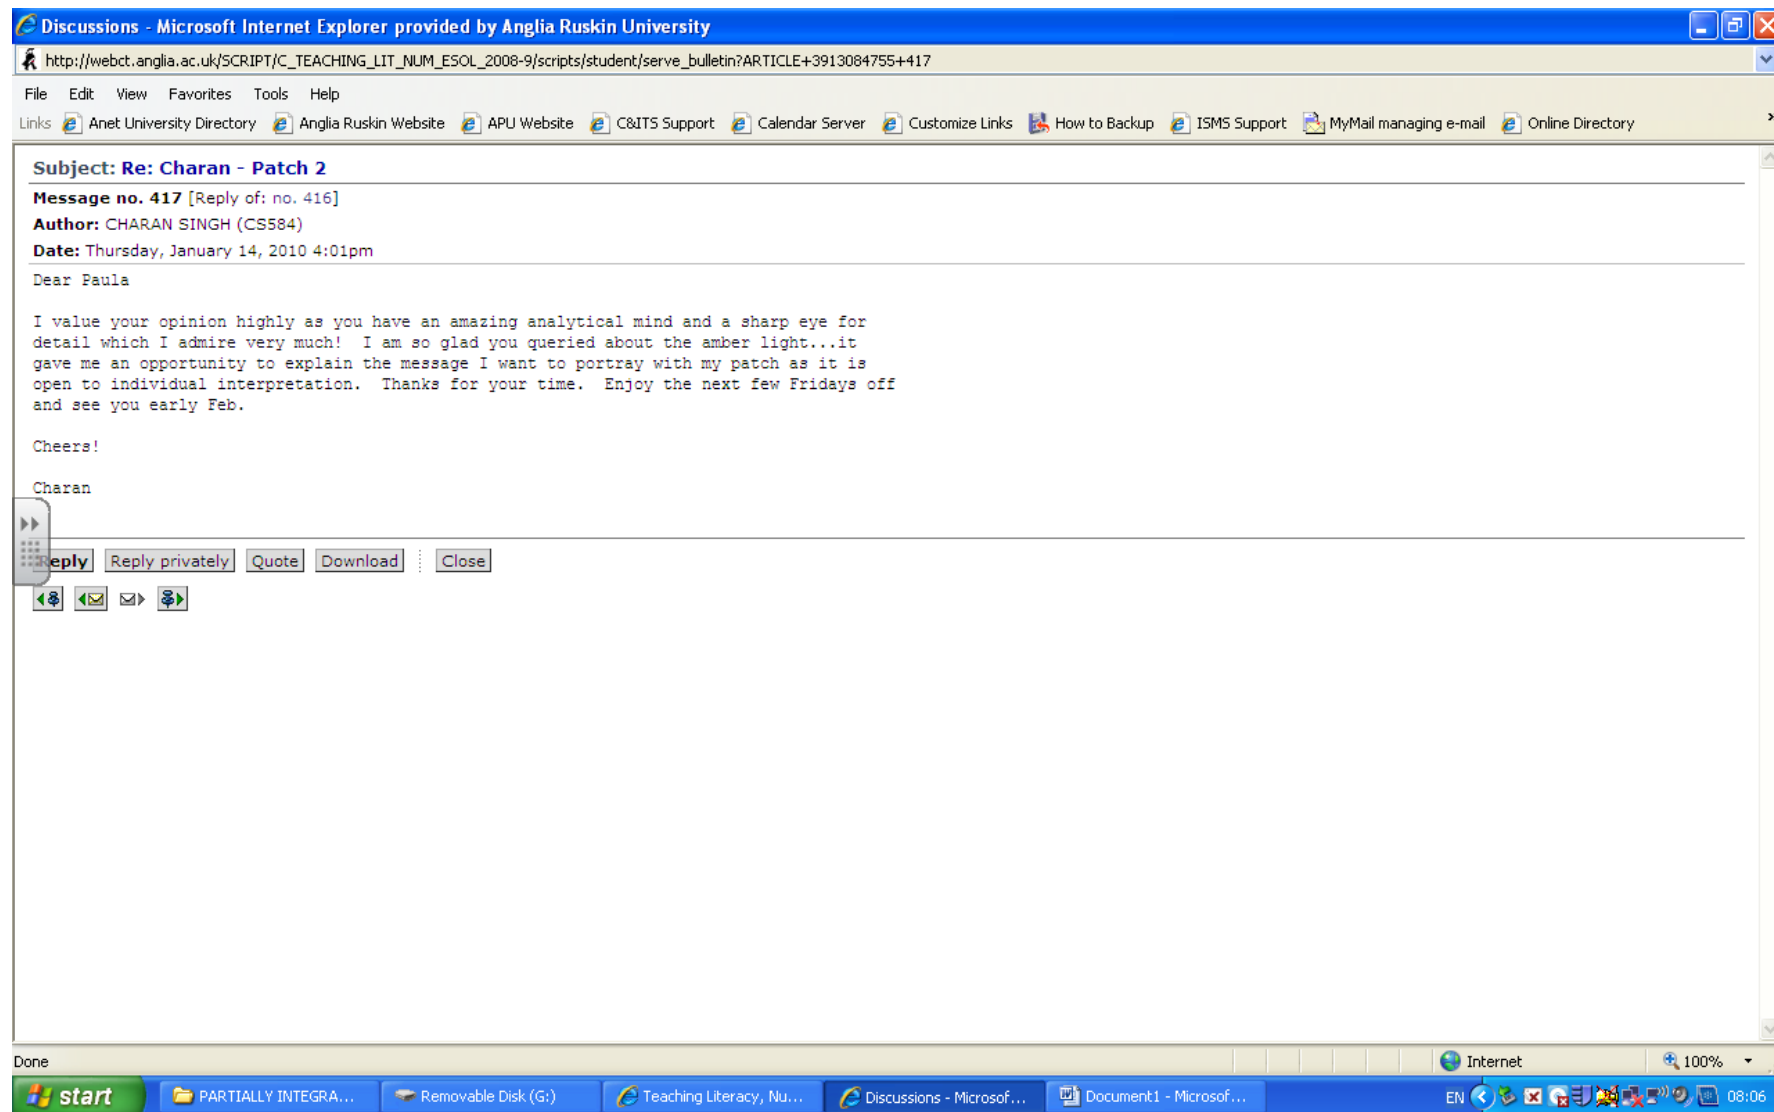 Discussions - Microsoft Internet Explorer provided by Anglia Ruskin University
http://webct.anglia.ac.uk/SCRIPT/C_TEACHING_LIT_NUM_ESOL_2008-9/scripts/student/serve_bulletin?ARTICLE+3913084755+417
File Edit View Favorites Tools Help
Links Anet University Directory Anglia Ruskin Website APU Website C&ITS Support Calendar Server Customize Links How to Backup ISMS Support MyMail managing e-mail Online Directory
Subject: Re: Charan - Patch 2
Message no. 417 [Reply of: no. 416]
Author: CHARAN SINGH (CS584)
Date: Thursday, January 14, 2010 4:01pm
Dear Paula
I value your opinion highly as you have an amazing analytical mind and a sharp eye for
detail which I admire very much! I am so glad you queried about the amber light...it
gave me an opportunity to explain the message I want to portray with my patch as it is
open to individual interpretation. Thanks for your time. Enjoy the next few Fridays off
and see you early Feb.
Cheers!
Charan
Reply Reply privately Quote Download Close
Done Internet 100%
start PARTIALLY INTEGRA... Removable Disk (G:) Teaching Literacy, Nu... Discussions - Microsof... Document1 - Microsof... EN 08:06